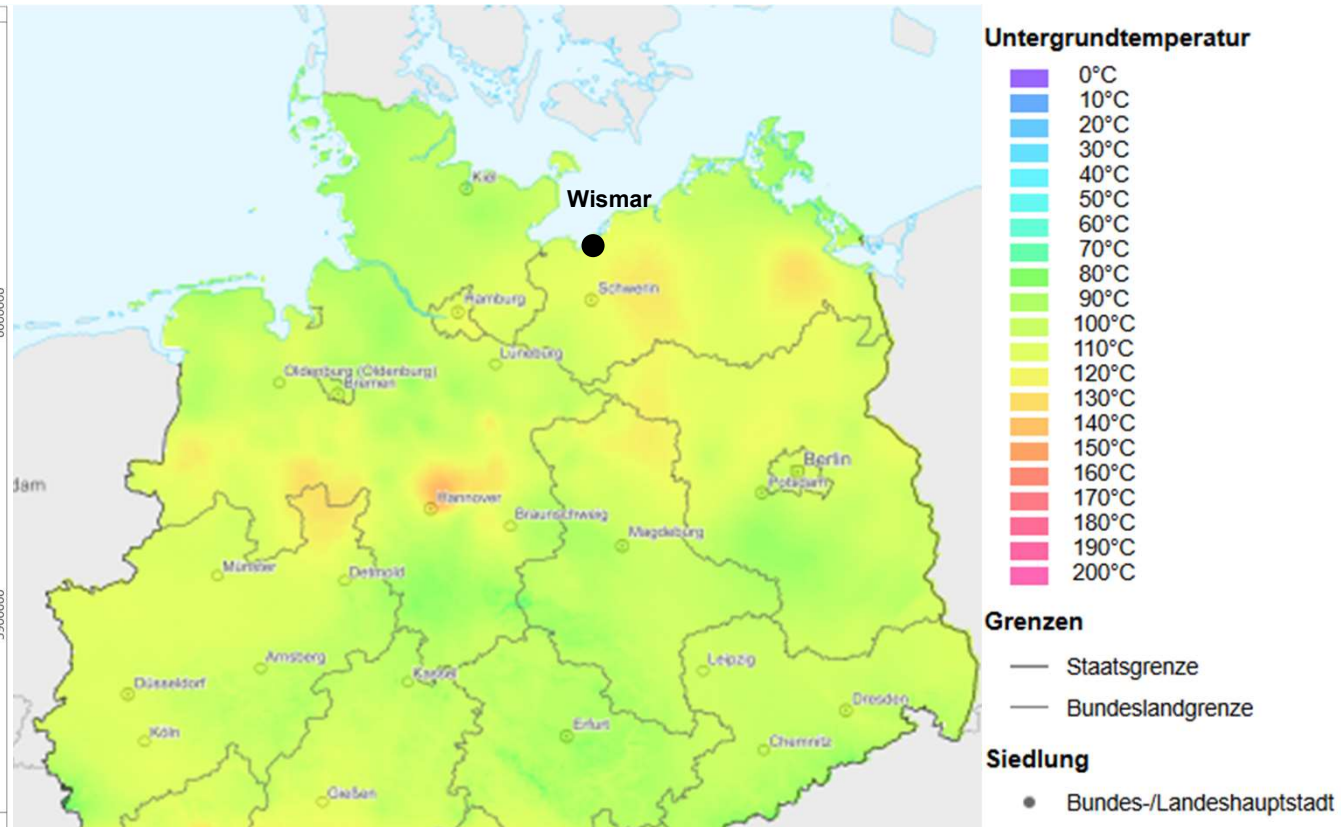 Untergrundtemperatur
0°C
10°C
20°C
30°C
40°C
50°C
60°C
70°C
80°C
90°C
100°C
110°C
120°C
130°C
140°C
150°C
160°C
170°C
180°C
190°C
200°C
Grenzen
Staatsgrenze
Bundeslandgrenze
Siedlung
Bundes-/Landeshauptstadt
Kiel
Wismar
Schwerin
Hamburg
Lüneburg
Oldenburg (Oldenburg)
Bremen
Berlin
Potsdam
dam
Hannover
Braunschweig
Magdeburg
Münster
Detmold
Arnsberg
Kassel
Leipzig
Düsseldorf
Dresden
Köln
Erfurt
Chemnitz
Gießen